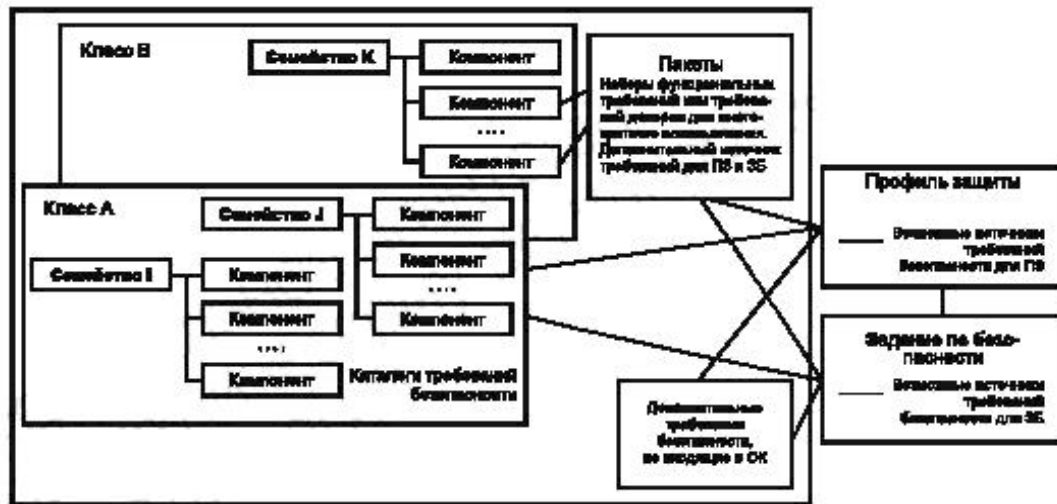 Класс В
Семейство К
Компонент
Компонент
....
Компонент
Пакеты
Наборы функциональных
требований или требова-
ний доверия для много-
кратного использования.
Дополнительный источник
требований для ПЗ и ЗБ
Класс А
Семейство J
Компонент
Компонент
....
Компонент
Семейство I
Компонент
Компонент
....
Компонент
Каталоги требований
безопасности
Профиль защиты
Возможные источники
требований
безопасности для ПЗ
Задание по безо-
пасности
Возможные источники
требований
безопасности для ЗБ
требования
безопасности,
не входящие в ОК